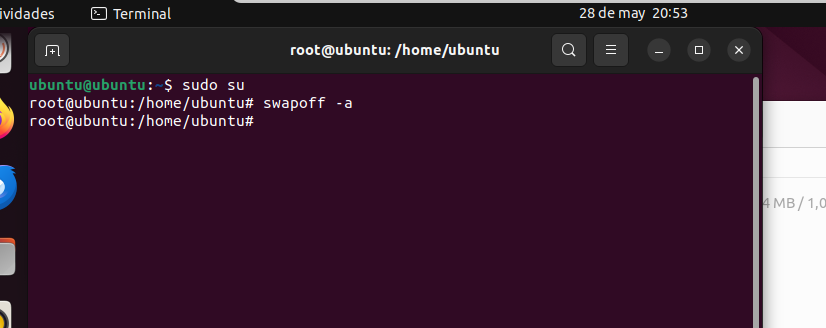 ividades
Terminal
28 de may 20:53
root@ubuntu: /home/ubuntu
ubuntu@ubuntu:~$ sudo su
root@ubuntu:/home/ubuntu# swapoff -a
root@ubuntu:/home/ubuntu#
4 MB / 1,0